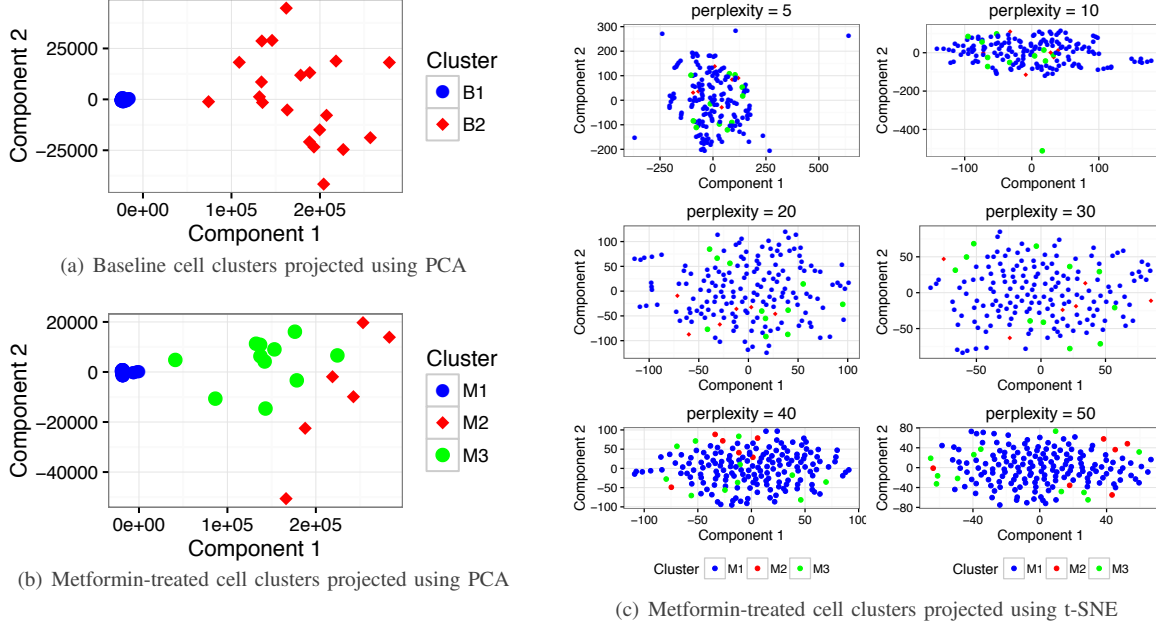 25000
0
−25000
Component 2
0e+00
1e+05
2e+05
Component 1
Cluster
B1
B2
(a) Baseline cell clusters projected using PCA
20000
0
−20000
−40000
Component 2
0e+00
1e+05
2e+05
Component 1
Cluster
M1
M2
M3
(b) Metformin-treated cell clusters projected using PCA
perplexity = 5
300
200
100
0
−100
−200
Component 2
−250
0
250
500
Component 1
perplexity = 10
0
−200
−400
Component 2
−100
0
100
Component 1
perplexity = 20
100
50
0
−50
−100
Component 2
−100
−50
0
50
100
Component 1
perplexity = 30
50
0
−50
Component 2
−50
0
50
Component 1
perplexity = 40
100
50
0
−50
−100
Component 2
−100
−50
0
50
100
Component 1
perplexity = 50
80
40
0
−40
−80
Component 2
−40
0
40
Component 1
Cluster M1 M2 M3
Cluster M1 M2 M3
(c) Metformin-treated cell clusters projected using t-SNE